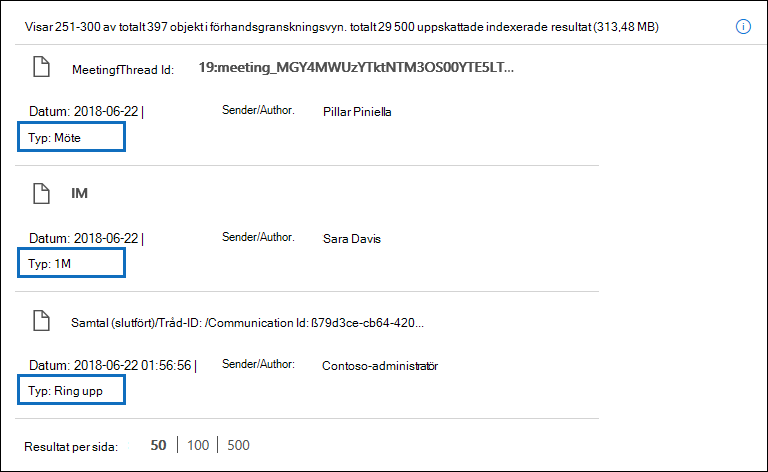 Visar 251-300 av totalt 397 objekt i förhandsgranskningsvyn. totalt 29 500 uppskattade indexerade resultat (313,48 MB)
MeetingfThread Id: 19:meeting_MGY4MWUzYTktNTM3OS00YTE5LT...
Datum: 2018-06-22 | Sender/Author. Pillar Piniella
Typ: Möte
IM
Datum: 2018-06-22 | Sender/Author. Sara Davis
Typ: 1M
Samtal (slutfört)/Tråd-ID: /Communication Id: ß79d3ce-cb64-420...
Datum: 2018-06-22 01:56:56 | Sender/Author: Contoso-administratör
Typ: Ring upp
Resultat per sida: 50 | 100 | 500